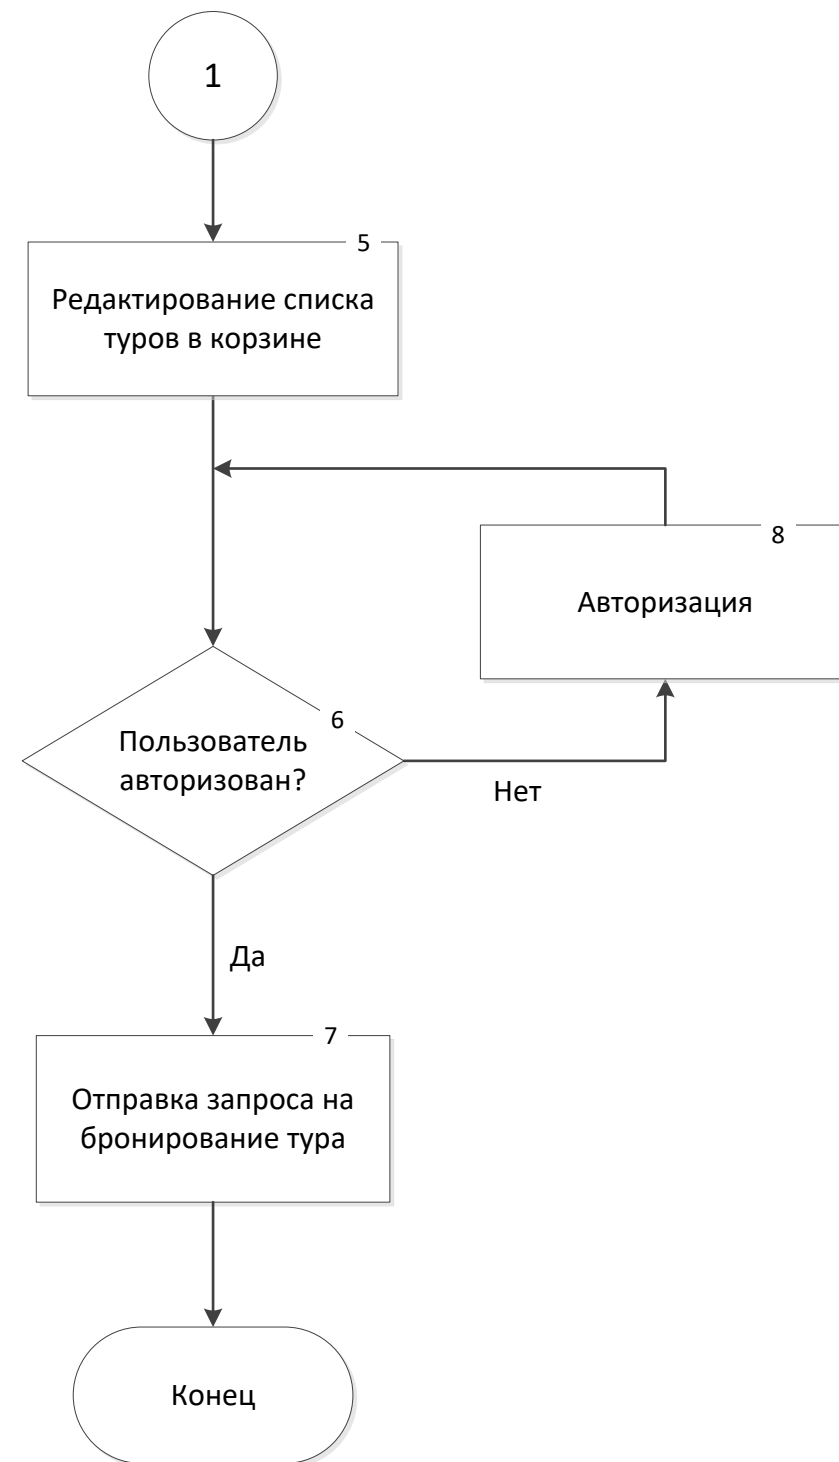 1
5
Редактирование списка
туров в корзине
8
Авторизация
6
Пользователь
авторизован?
Нет
Да
7
Отправка запроса на
бронирование тура
Конец